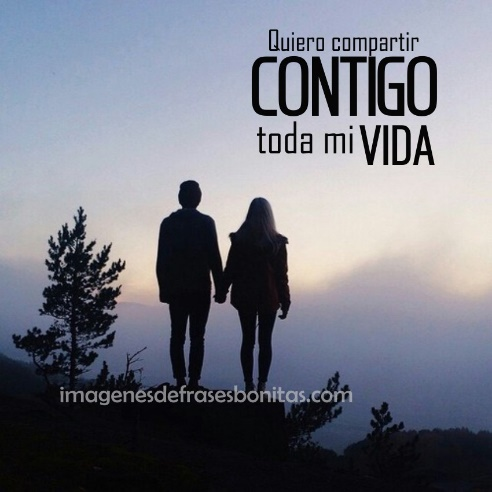 Quiero compartir
CONTIGO
toda mi VIDA
imagenesdefrasesbonitas.com